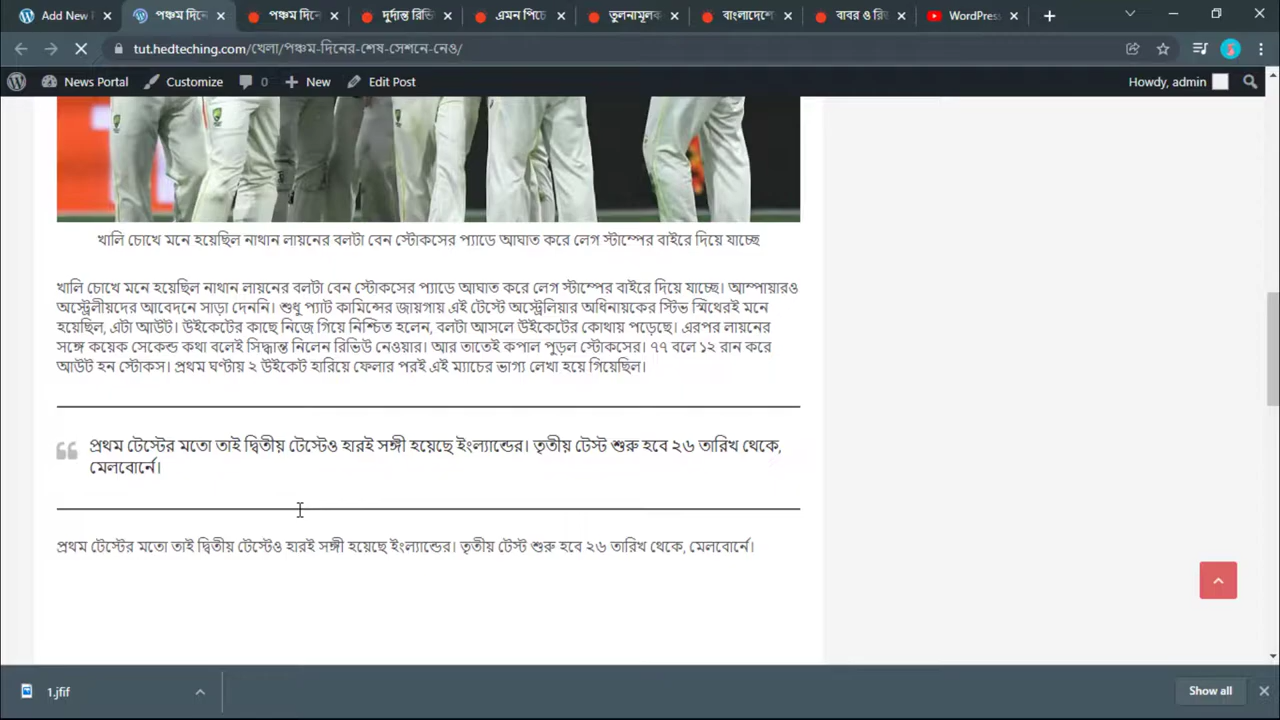 Add New
পঞ্চম দিনে
পঞ্চম দিনে
দুর্দান্ত রিভি
এমন পিচে
তুলনামূলক
বাংলাদেশে
বাবর ও রি
WordPress
tut.hedteching.com/খেলা/পঞ্চম-দিনের-শেষ-সেশনে-নেও/
News Portal
Customize
0
New
Edit Post
Howdy, admin
খালি চোখে মনে হয়েছিল নাথান লায়নের বলটা বেন স্টোকসের প্যাডে আঘাত করে লেগ স্টাম্পের বাইরে দিয়ে যাচ্ছে
খালি চোখে মনে হয়েছিল নাথান লায়নের বলটা বেন স্টোকসের প্যাডে আঘাত করে লেগ স্টাম্পের বাইরে দিয়ে যাচ্ছে। আম্পায়ারও
অস্ট্রেলীয়দের আবেদনে সাড়া দেননি। শুধু প্যাট কামিন্সের জায়গায় এই টেস্টে অস্ট্রেলিয়ার অধিনায়কের স্টিভ স্মিথেরই মনে
হয়েছিল, এটা আউট। উইকেটের কাছে নিজে গিয়ে নিশ্চিত হলেন, বলটা আসলে উইকেটের কোথায় পড়েছে। এরপর লায়নের
সঙ্গে কয়েক সেকেন্ড কথা বলেই সিদ্ধান্ত নিলেন রিভিউ নেওয়ার। আর তাতেই কপাল পুড়ল স্টোকসের। ৭৭ বলে ১২ রান করে
আউট হন স্টোকস। প্রথম ঘণ্টায় ২ উইকেট হারিয়ে ফেলার পরই এই ম্যাচের ভাগ্য লেখা হয়ে গিয়েছিল।
প্রথম টেস্টের মতো তাই দ্বিতীয় টেস্টেও হারই সঙ্গী হয়েছে ইংল্যান্ডের। তৃতীয় টেস্ট শুরু হবে ২৬ তারিখ থেকে,
মেলবোর্নে।
প্রথম টেস্টের মতো তাই দ্বিতীয় টেস্টেও হারই সঙ্গী হয়েছে ইংল্যান্ডের। তৃতীয় টেস্ট শুরু হবে ২৬ তারিখ থেকে, মেলবোর্নে।
1.jfif
Show all